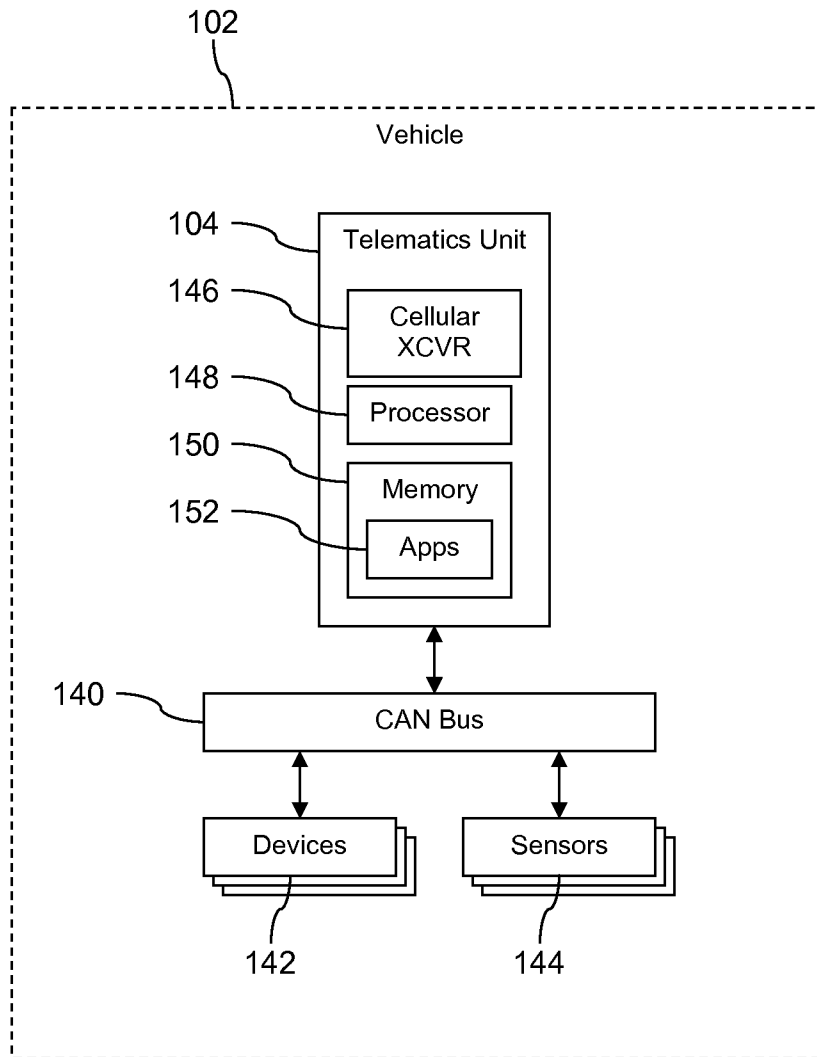 102
Vehicle
104
Telematics Unit
146
Cellular
XCVR
148
Processor
150
Memory
152
Apps
140
CAN Bus
Devices
Sensors
142
144